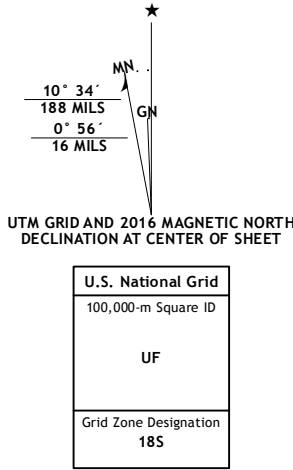 MN
10° 34´
188 MILS
GN
0° 56´
16 MILS
UTM GRID AND 2016 MAGNETIC NORTH
DECLINATION AT CENTER OF SHEET
U.S. National Grid
100,000-m Square ID
UF
Grid Zone Designation
18S